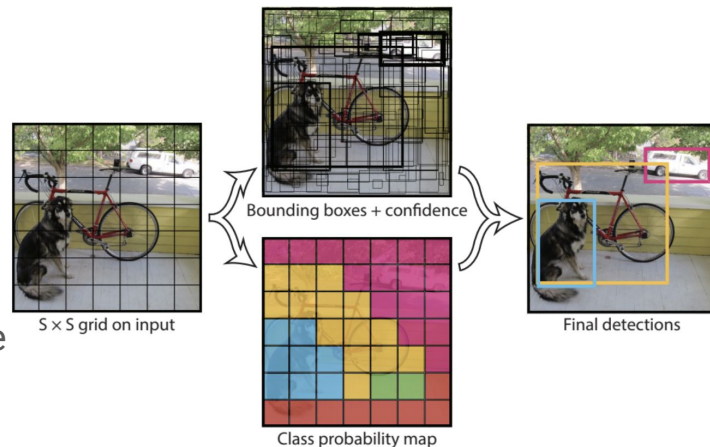 Bounding boxes + confidence
S × S grid on input
Final detections
e
Class probability map